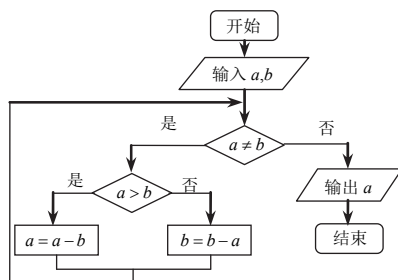 开始
输入 a,b
是
否
a ≠ b
是
a > b
否
输出 a
a = a − b
b = b − a
结束